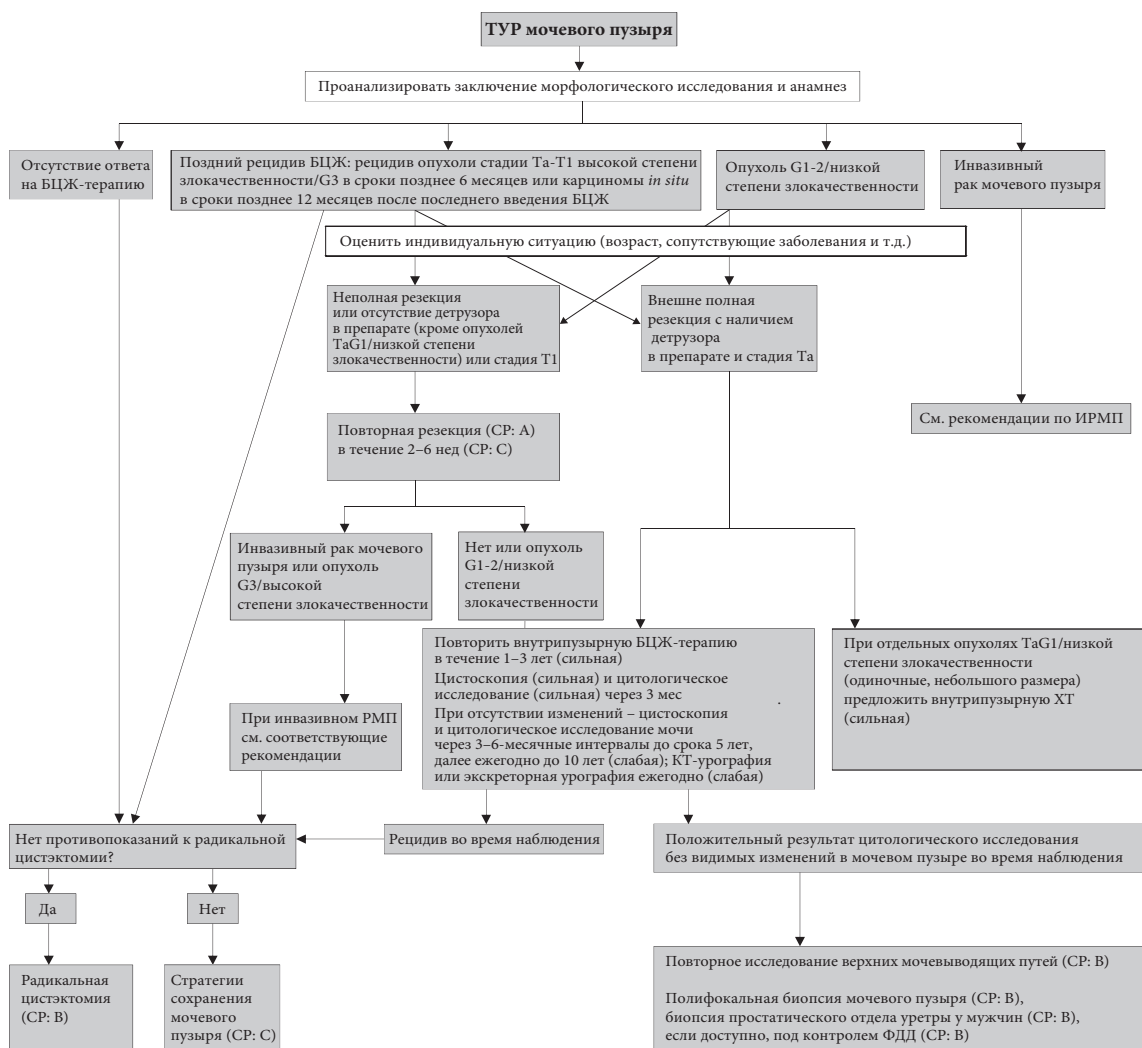 ТУР мочевого пузыря
Проанализировать заключение морфологического исследования и анамнез
Отсутствие ответа
на БЦЖ-терапию
Поздний рецидив БЦЖ: рецидив опухоли стадии Та-Т1 высокой степени
злокачественности/G3 в сроки позднее 6 месяцев или карциномы in situ
в сроки позднее 12 месяцев после последнего введения БЦЖ
Опухоль G1-2/низкой
степени злокачественности
Инвазивный
рак мочевого пузыря
Оценить индивидуальную ситуацию (возраст, сопутствующие заболевания и т.д.)
Неполная резекция
или отсутствие детрузора
в препарате (кроме опухолей
TaG1/низкой степени
злокачественности) или стадия Т1
Внешне полная
резекция с наличием
детрузора
в препарате и стадия Та
См. рекомендации по ИРМП
Повторная резекция (СР: А)
в течение 2–6 нед (СР: С)
Инвазивный рак мочевого
пузыря или опухоль
G3/высокой
степени злокачественности
Нет или опухоль
G1-2/низкой
степени
злокачественности
Повторить внутрипузырную БЦЖ-терапию
в течение 1–3 лет (сильная)
Цистоскопия (сильная) и цитологическое
исследование (сильная) через 3 мес
При отсутствии изменений – цистоскопия
и цитологическое исследование мочи
через 3–6-месячные интервалы до срока 5 лет,
далее ежегодно до 10 лет (слабая); КТ-урография
или экскреторная урография ежегодно (слабая)
При отдельных опухолях TaG1/низкой
степени злокачественности
(одиночные, небольшого размера)
предложить внутрипузырную ХТ
(сильная)
При инвазивном РМП
см. соответствующие
рекомендации
Нет противопоказаний к радикальной
цистэктомии?
Рецидив во время наблюдения
Положительный результат цитологического исследования
без видимых изменений в мочевом пузыре во время наблюдения
Да
Нет
Радикальная
цистэктомия
(СР: В)
Стратегии
сохранения
мочевого
пузыря (СР: С)
Повторное исследование верхних мочевыводящих путей (СР: В)
Полифокальная биопсия мочевого пузыря (СР: В),
биопсия простатического отдела уретры у мужчин (СР: В),
если доступно, под контролем ФДД (СР: В)